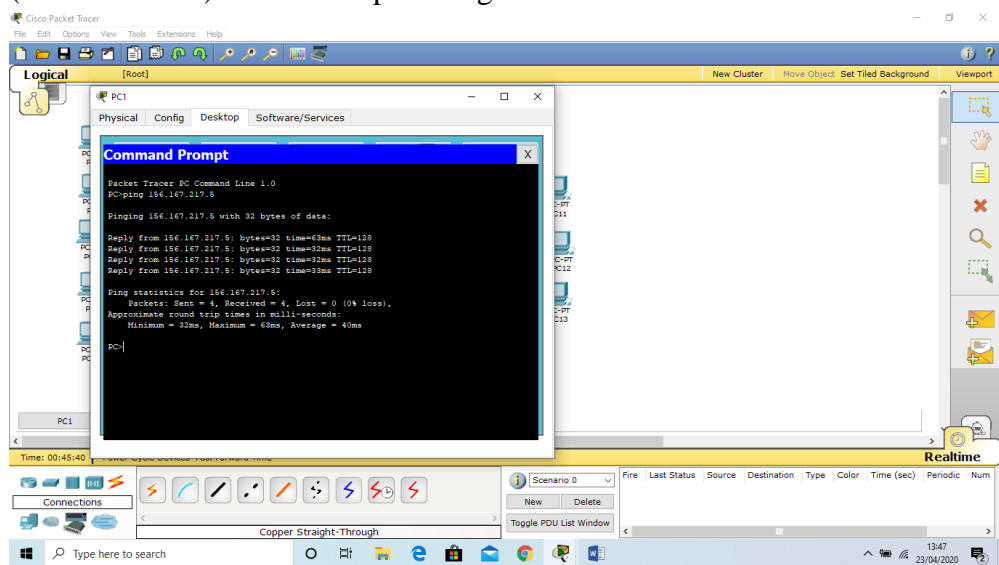 Cisco Packet Tracer
File Edit Options View Tools Extensions Help
Logical [Root] New Cluster Move Object Set Tiled Background Viewport
PC1
Physical Config Desktop Software/Services
Command Prompt X
Packet Tracer PC Command Line 1.0
PC>ping 156.167.217.5
Pinging 156.167.217.5 with 32 bytes of data:
Reply from 156.167.217.5: bytes=32 time=63ms TTL=128
Reply from 156.167.217.5: bytes=32 time=32ms TTL=128
Reply from 156.167.217.5: bytes=32 time=32ms TTL=128
Reply from 156.167.217.5: bytes=32 time=33ms TTL=128
Ping statistics for 156.167.217.5:
Packets: Sent = 4, Received = 4, Lost = 0 (0% loss),
Approximate round trip times in milli-seconds:
Minimum = 32ms, Maximum = 63ms, Average = 40ms
PC>
C-PT
C11
C-PT
PC12
C-PT
C13
PC1
Time: 00:45:40 Power Cycle Devices Fast Forward Time Realtime
Connections
Copper Straight-Through
Scenario 0
New Delete
Toggle PDU List Window
Fire Last Status Source Destination Type Color Time (sec) Periodic Num
Type here to search
13:47
23/04/2020
2